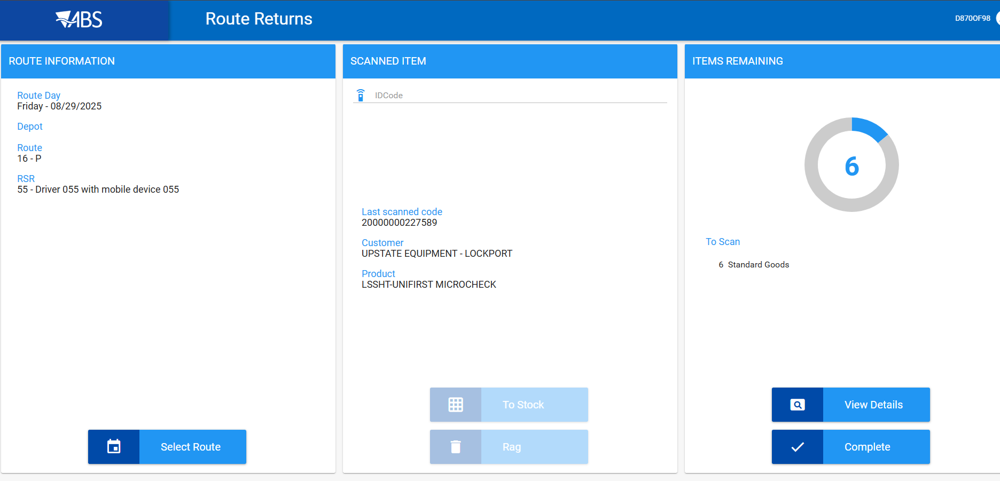 ABS
Route Returns
D870OF98
ROUTE INFORMATION
Route Day
Friday - 08/29/2025
Depot
Route
16 - P
RSR
55 - Driver 055 with mobile device 055
Select Route
SCANNED ITEM
IDCode
Last scanned code
20000000227589
Customer
UPSTATE EQUIPMENT - LOCKPORT
Product
LSSHT-UNIFIRST MICROCHECK
To Stock
Rag
ITEMS REMAINING
6
To Scan
6 Standard Goods
View Details
Complete